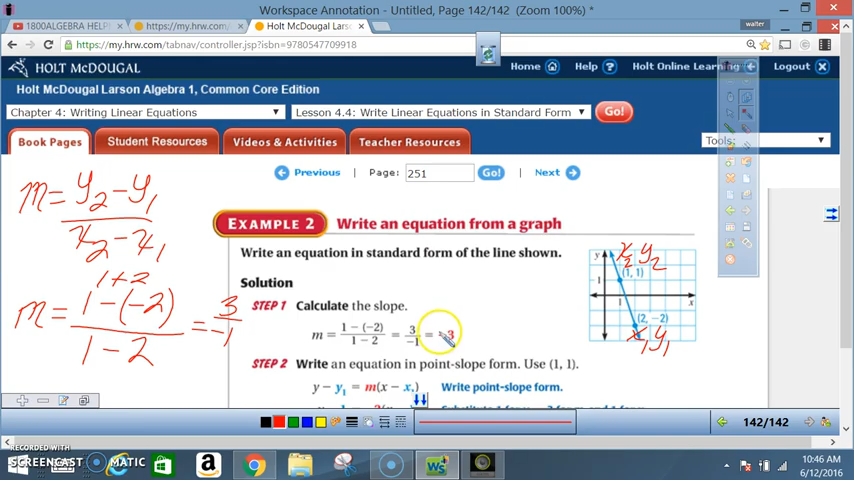 Workspace Annotation - Untitled, Page 142/142 (Zoom 100%) *
1800ALGEBRA HELP
https://my.hrw.com/tabna
Holt McDougal Larson Alg
walter
https://my.hrw.com/tabnav/controller.jsp?isbn=9780547709918
HOLT McDOUGAL
Home
Help ?
Holt Online Learning
Logout
Holt McDougal Larson Algebra 1, Common Core Edition
Chapter 4: Writing Linear Equations
Lesson 4.4: Write Linear Equations in Standard Form
Go!
Book Pages
Student Resources
Videos & Activities
Teacher Resources
Tools:
Previous
Page:
251
Go!
Next
m = y2 - y1
x2 - x1
1+2
m = 1-(-2) = 3
1-2 -1
EXAMPLE 2 Write an equation from a graph
Write an equation in standard form of the line shown.
Solution
STEP 1 Calculate the slope.
m = 1 − (−2) = 3 = −3
1 − 2 −1
STEP 2 Write an equation in point-slope form. Use (1, 1).
y − y1 = m(x − x1) Write point-slope form.
y
x2 y2
1
(1, 1)
1
x
(2, −2)
x1 y1
142/142
RECORDED WITH
SCREENCAST MATIC
10:46 AM
6/12/2016